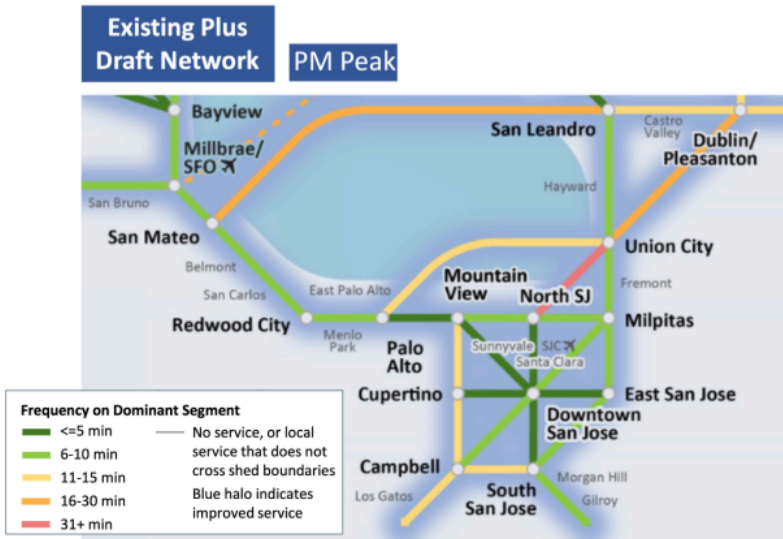 Existing Plus
Draft Network
PM Peak
Bayview
Millbrae/
SFO
San Bruno
San Mateo
Belmont
San Carlos
Redwood City
East Palo Alto
Menlo
Park
Palo
Alto
Mountain
View
San Leandro
Castro
Valley
Dublin/
Pleasanton
Hayward
Union City
Fremont
North SJ
Milpitas
Sunnyvale
SJC
Santa Clara
Cupertino
East San Jose
Downtown
San Jose
Campbell
Los Gatos
South
San Jose
Morgan Hill
Gilroy
Frequency on Dominant Segment
<=5 min
6-10 min
11-15 min
16-30 min
31+ min
No service, or local
service that does not
cross shed boundaries
Blue halo indicates
improved service